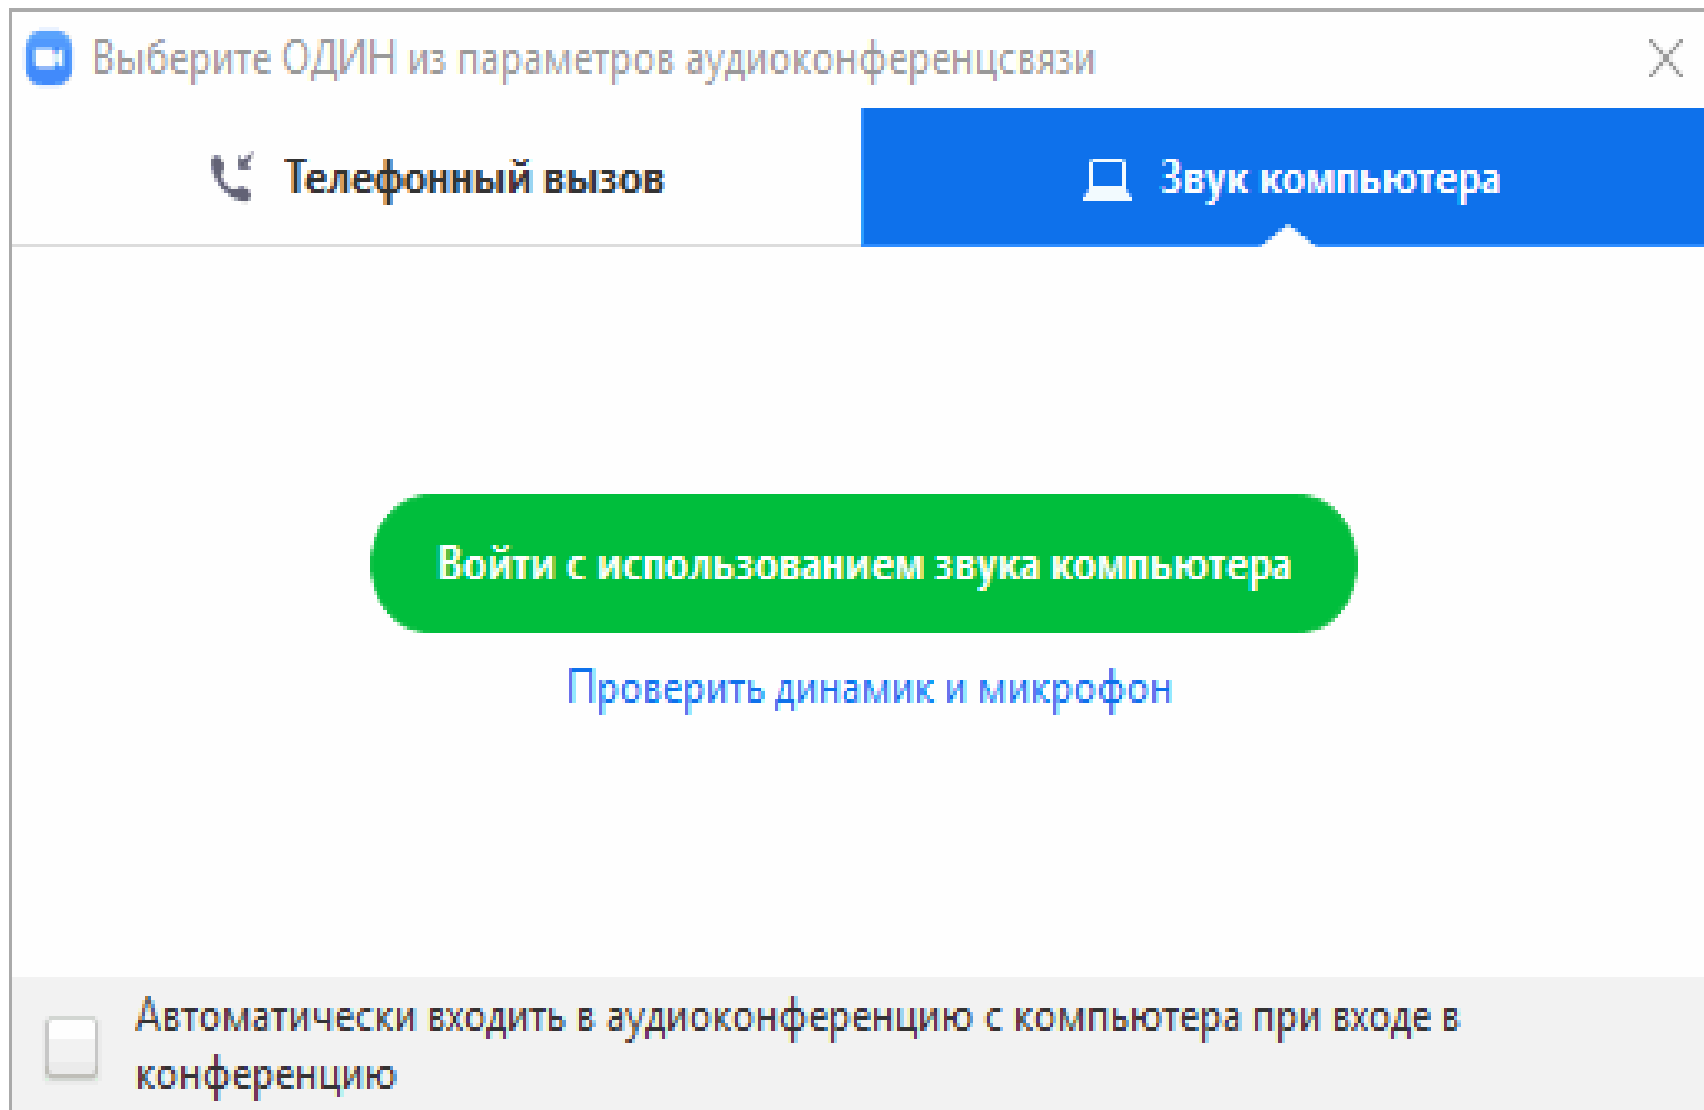 Выберите ОДИН из параметров аудиоконференцсвязи
Телефонный вызов
Звук компьютера
Войти с использованием звука компьютера
Проверить динамик и микрофон
Автоматически входить в аудиоконференцию с компьютера при входе в
конференцию